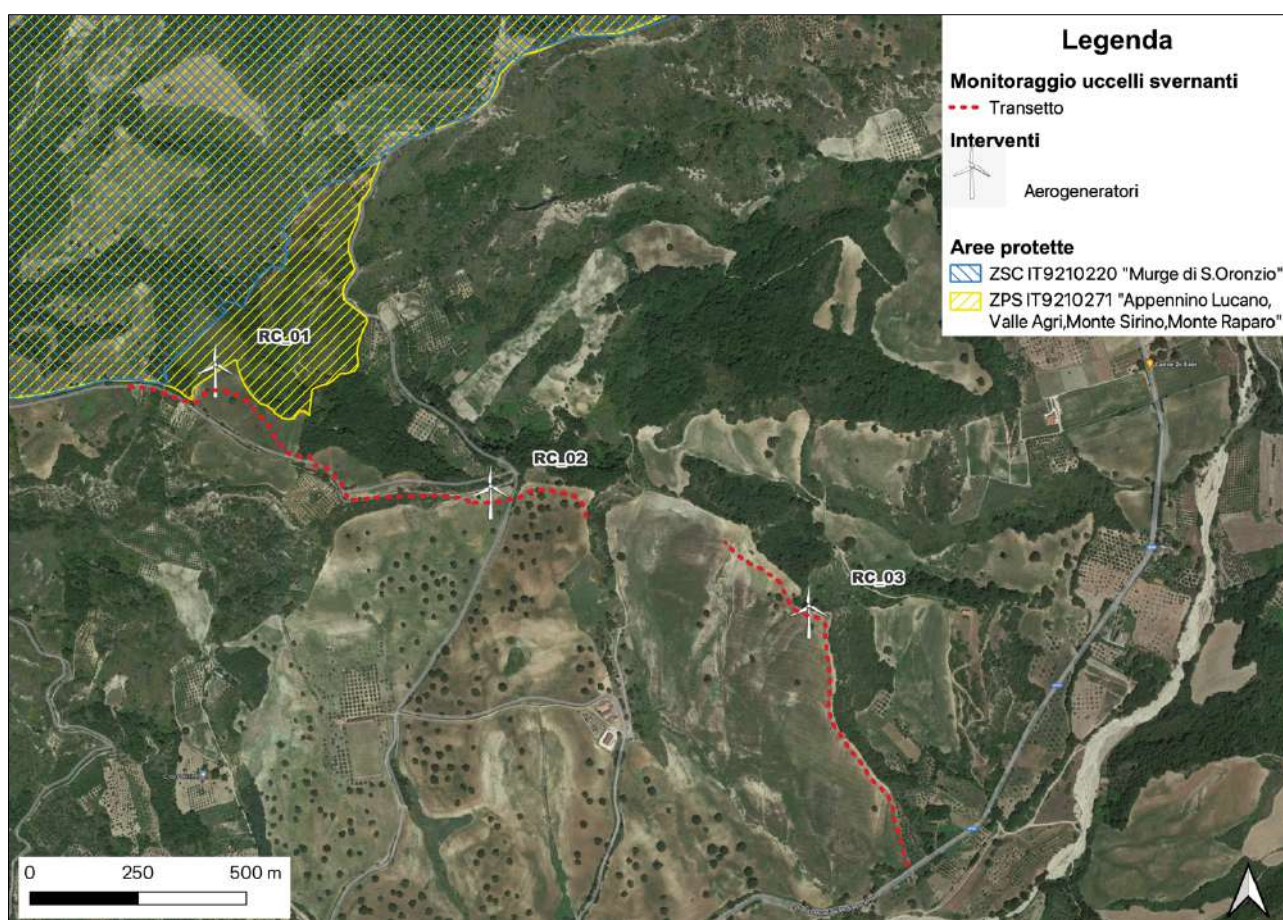 Legenda
Monitoraggio uccelli svernanti
Transetto
Interventi
Aerogeneratori
Aree protette
ZSC IT9210220 "Murge di S.Oronzio"
ZPS IT9210271 "Appennino Lucano,
Valle Agri,Monte Sirino,Monte Raparo"
RC_01
RC_02
RC_03
0 250 500 m